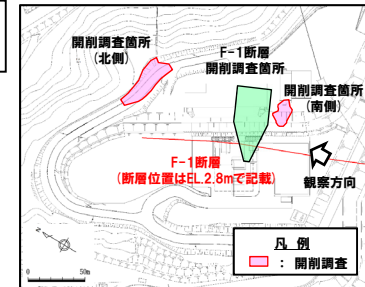 開削調査箇所
(北側)
F-1断層
開削調査箇所
開削調査箇所
(南側)
F-1断層
(断層位置はEL.2.8mで記載)
観察方向
凡 例
：開削調査
N
0 50m